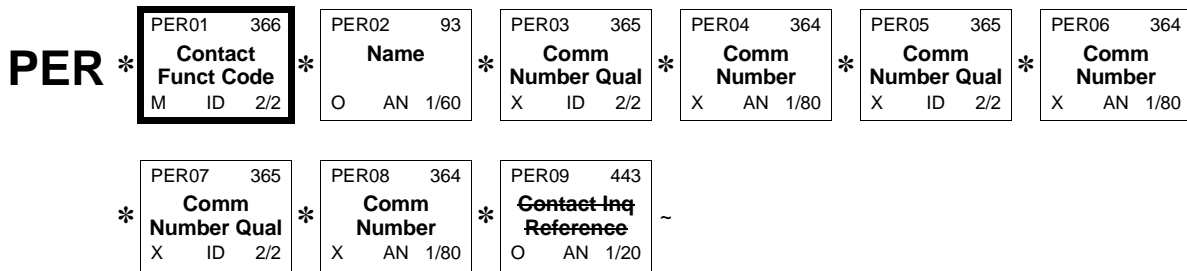 PER01 366 PER02 93 PER03 365 PER04 364 PER05 365 PER06 364
PER * Contact Funct Code * Name * Comm Number Qual * Comm Number * Comm Number Qual * Comm Number
M ID 2/2 O AN 1/60 X ID 2/2 X AN 1/80 X ID 2/2 X AN 1/80
PER07 365 PER08 364 PER09 443
* Comm Number Qual * Comm Number * Contact Inq Reference ~
X ID 2/2 X AN 1/80 O AN 1/20